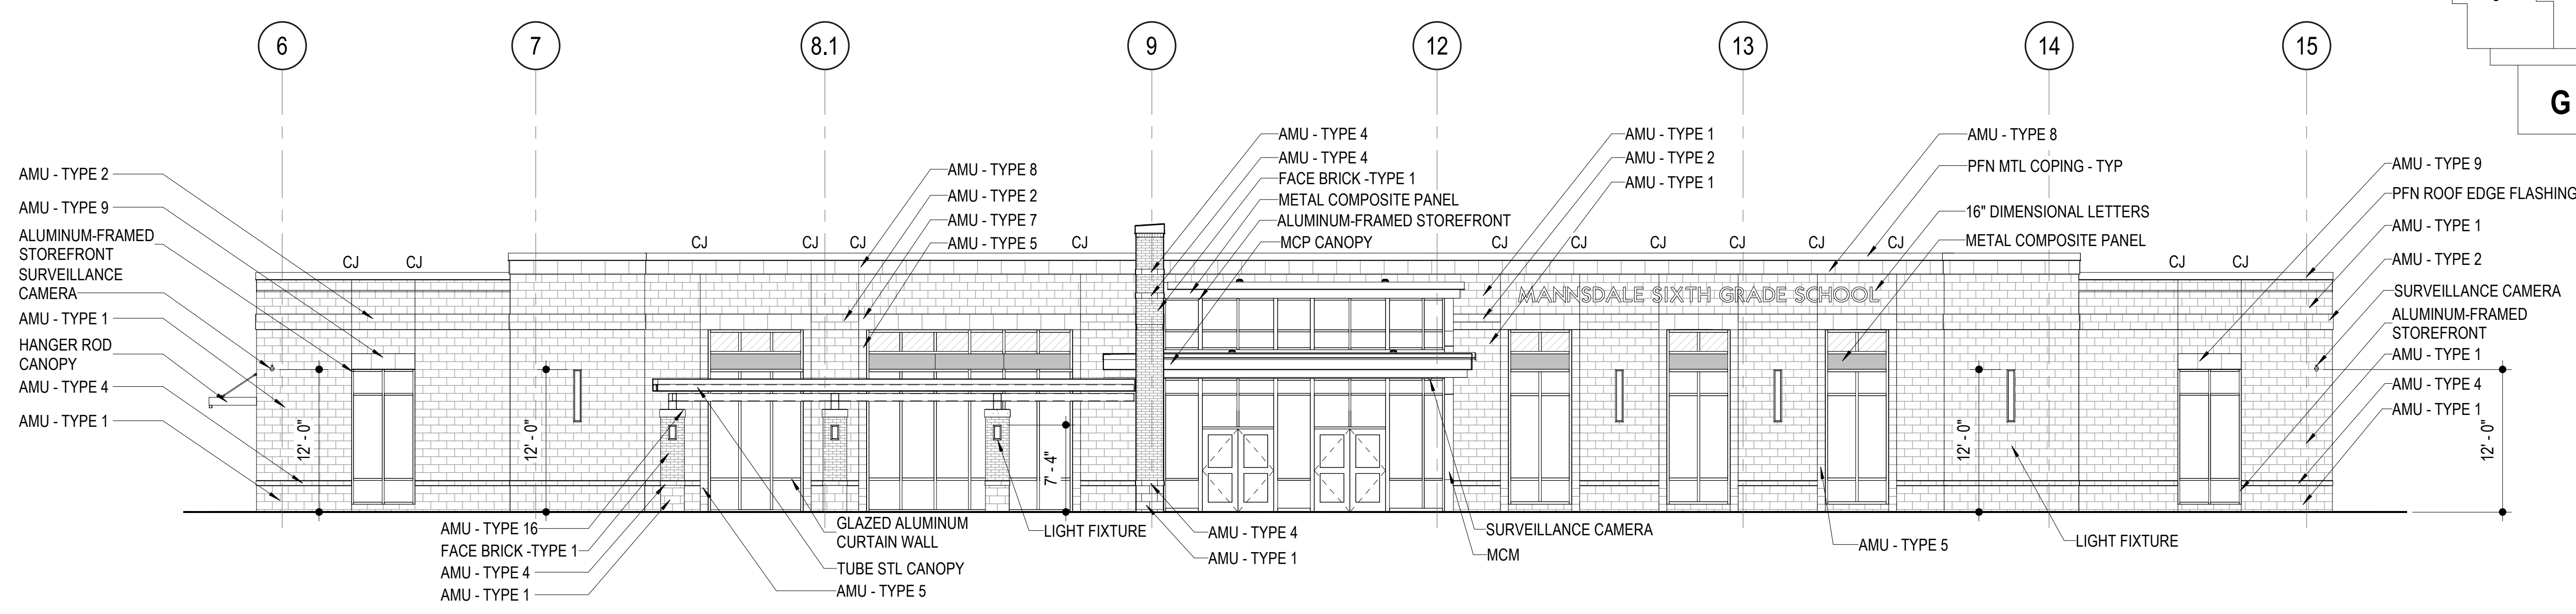 6
7
8.1
9
12
13
14
15
G
AMU - TYPE 2
AMU - TYPE 9
ALUMINUM-FRAMED
STOREFRONT
SURVEILLANCE
CAMERA
AMU - TYPE 1
HANGER ROD
CANOPY
AMU - TYPE 4
AMU - TYPE 1
CJ
CJ
12' - 0"
12' - 0"
CJ
CJ
CJ
CJ
AMU - TYPE 8
AMU - TYPE 2
AMU - TYPE 7
AMU - TYPE 5
AMU - TYPE 4
AMU - TYPE 4
FACE BRICK -TYPE 1
METAL COMPOSITE PANEL
ALUMINUM-FRAMED STOREFRONT
MCP CANOPY
AMU - TYPE 1
AMU - TYPE 2
AMU - TYPE 1
CJ
CJ
CJ
CJ
CJ
CJ
AMU - TYPE 8
PFN MTL COPING - TYP
16" DIMENSIONAL LETTERS
METAL COMPOSITE PANEL
MANNSDALE SIXTH GRADE SCHOOL
CJ
CJ
AMU - TYPE 9
PFN ROOF EDGE FLASHING
AMU - TYPE 1
AMU - TYPE 2
SURVEILLANCE CAMERA
ALUMINUM-FRAMED
STOREFRONT
AMU - TYPE 1
AMU - TYPE 4
AMU - TYPE 1
12' - 0"
12' - 0"
7' - 4"
AMU - TYPE 16
FACE BRICK -TYPE 1
AMU - TYPE 4
AMU - TYPE 1
GLAZED ALUMINUM
CURTAIN WALL
TUBE STL CANOPY
AMU - TYPE 5
LIGHT FIXTURE
AMU - TYPE 4
AMU - TYPE 1
SURVEILLANCE CAMERA
MCM
AMU - TYPE 5
LIGHT FIXTURE